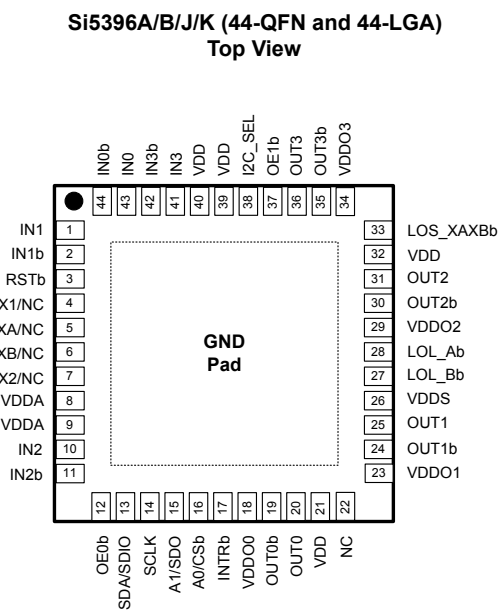 Si5396A/B/J/K (44-QFN and 44-LGA)
Top View
IN0b
IN0
IN3b
IN3
VDD
VDD
I2C_SEL
OE1b
OUT3
OUT3b
VDDO3
44
43
42
41
40
39
38
37
36
35
34
IN1 1
IN1b 2
RSTb 3
X1/NC 4
XA/NC 5
XB/NC 6
X2/NC 7
VDDA 8
VDDA 9
IN2 10
IN2b 11
GND
Pad
33 LOS_XAXBb
32 VDD
31 OUT2
30 OUT2b
29 VDDO2
28 LOL_Ab
27 LOL_Bb
26 VDDS
25 OUT1
24 OUT1b
23 VDDO1
12
13
14
15
16
17
18
19
20
21
22
OE0b
SDA/SDIO
SCLK
A1/SDO
A0/CSb
INTRb
VDDO0
OUT0b
OUT0
VDD
NC